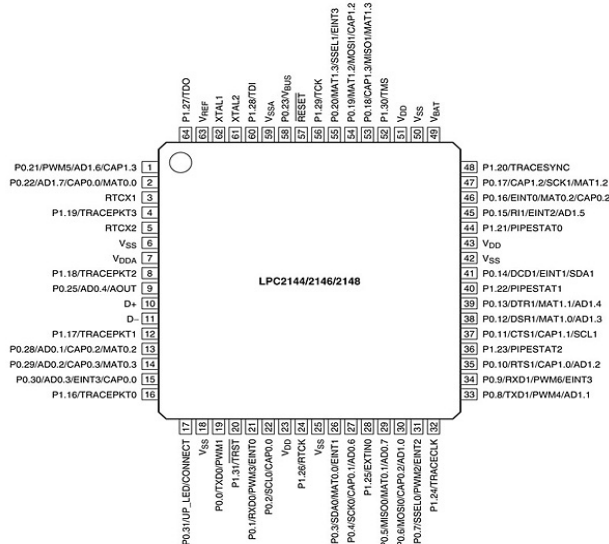 P1.27/TDO
64
VREF
63
XTAL1
62
XTAL2
61
P1.28/TDI
60
VSSA
59
P0.23/VBUS
58
RESET
57
P1.29/TCK
56
P0.20/MAT1.3/SSEL1/EINT3
55
P0.19/MAT1.2/MOSI1/CAP1.2
54
P0.18/CAP1.3/MISO1/MAT1.3
53
P1.30/TMS
52
VDD
51
VSS
50
VBAT
49
P0.21/PWM5/AD1.6/CAP1.3 1
P0.22/AD1.7/CAP0.0/MAT0.0 2
RTCX1 3
P1.19/TRACEPKT3 4
RTCX2 5
VSS 6
VDDA 7
P1.18/TRACEPKT2 8
P0.25/AD0.4/AOUT 9
D+ 10
D− 11
P1.17/TRACEPKT1 12
P0.28/AD0.1/CAP0.2/MAT0.2 13
P0.29/AD0.2/CAP0.3/MAT0.3 14
P0.30/AD0.3/EINT3/CAP0.0 15
P1.16/TRACEPKT0 16
LPC2144/2146/2148
48 P1.20/TRACESYNC
47 P0.17/CAP1.2/SCK1/MAT1.2
46 P0.16/EINT0/MAT0.2/CAP0.2
45 P0.15/RI1/EINT2/AD1.5
44 P1.21/PIPESTAT0
43 VDD
42 VSS
41 P0.14/DCD1/EINT1/SDA1
40 P1.22/PIPESTAT1
39 P0.13/DTR1/MAT1.1/AD1.4
38 P0.12/DSR1/MAT1.0/AD1.3
37 P0.11/CTS1/CAP1.1/SCL1
36 P1.23/PIPESTAT2
35 P0.10/RTS1/CAP1.0/AD1.2
34 P0.9/RXD1/PWM6/EINT3
33 P0.8/TXD1/PWM4/AD1.1
17
P0.31/UP_LED/CONNECT
18
VSS
19
P0.0/TXD0/PWM1
20
P1.31/TRST
21
P0.1/RXD0/PWM3/EINT0
22
P0.2/SCL0/CAP0.0
23
VDD
24
P1.26/RTCK
25
VSS
26
P0.3/SDA0/MAT0.0/EINT1
27
P0.4/SCK0/CAP0.1/AD0.6
28
P1.25/EXTIN0
29
P0.5/MISO0/MAT0.1/AD0.7
30
P0.6/MOSI0/CAP0.2/AD1.0
31
P0.7/SSEL0/PWM2/EINT2
32
P1.24/TRACECLK